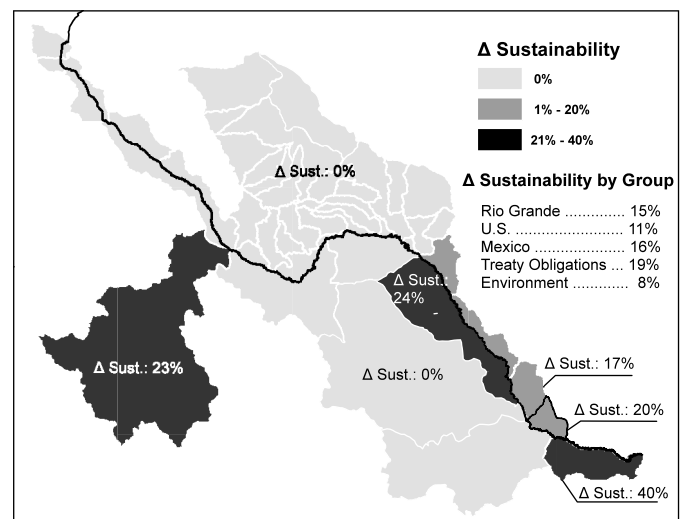 Δ Sustainability
0%
1% - 20%
21% - 40%
Δ Sust.: 0%
Δ Sustainability by Group
Rio Grande .............. 15%
U.S. ......................... 11%
Mexico ..................... 16%
Treaty Obligations ... 19%
Environment ............. 8%
Δ Sust.:
24%
Δ Sust.: 23%
Δ Sust.: 0%
Δ Sust.: 17%
Δ Sust.: 20%
Δ Sust.: 40%